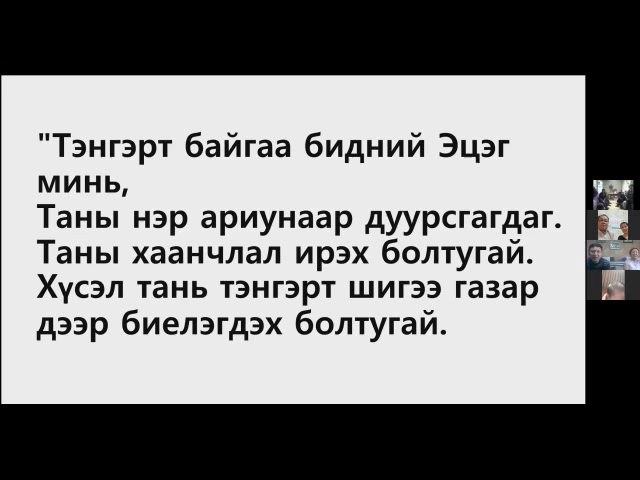 "Тэнгэрт байгаа бидний Эцэг
минь,
Таны нэр ариунаар дуурсгагдаг.
Таны хаанчлал ирэх болтугай.
Хүсэл тань тэнгэрт шигээ газар
дээр биелэгдэх болтугай.